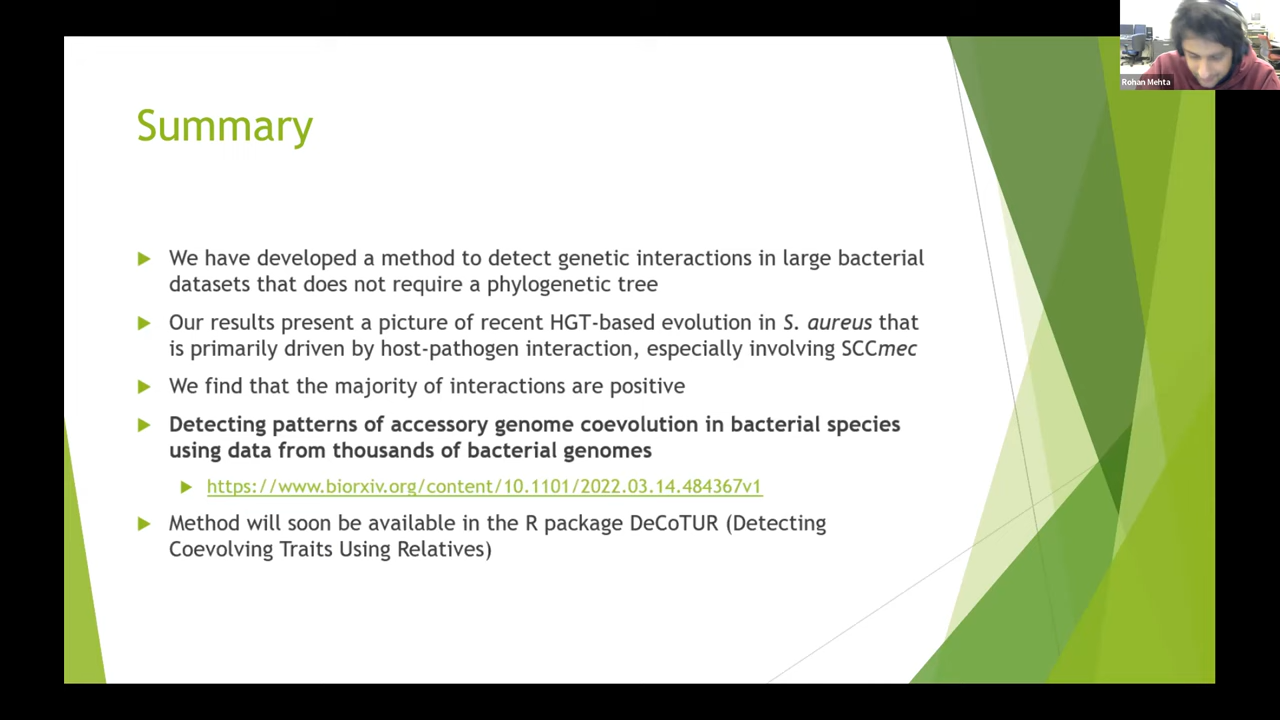 Rohan Mehta
Summary
We have developed a method to detect genetic interactions in large bacterial
datasets that does not require a phylogenetic tree
Our results present a picture of recent HGT-based evolution in S. aureus that
is primarily driven by host-pathogen interaction, especially involving SCCmec
We find that the majority of interactions are positive
Detecting patterns of accessory genome coevolution in bacterial species
using data from thousands of bacterial genomes
https://www.biorxiv.org/content/10.1101/2022.03.14.484367v1
Method will soon be available in the R package DeCoTUR (Detecting
Coevolving Traits Using Relatives)